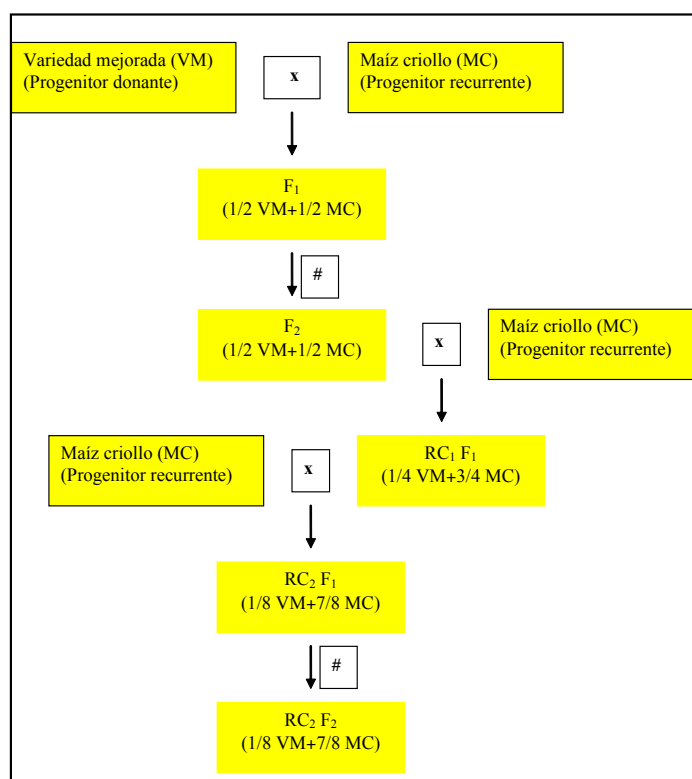 Variedad mejorada (VM)
(Progenitor donante)
x
Maíz criollo (MC)
(Progenitor recurrente)
F₁
(1/2 VM+1/2 MC)
#
F₂
(1/2 VM+1/2 MC)
x
Maíz criollo (MC)
(Progenitor recurrente)
Maíz criollo (MC)
(Progenitor recurrente)
x
RC₁ F₁
(1/4 VM+3/4 MC)
RC₂ F₁
(1/8 VM+7/8 MC)
#
RC₂ F₂
(1/8 VM+7/8 MC)